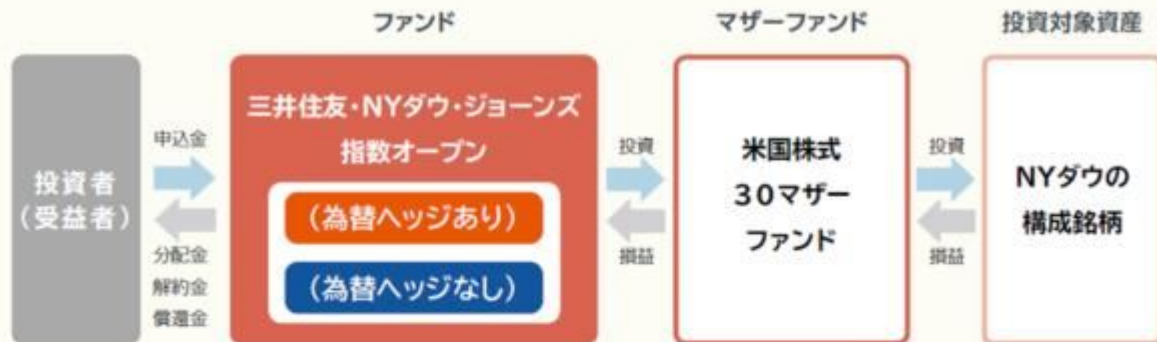 ファンド
マザーファンド
投資対象資産
投資者
(受益者)
申込金
分配金
解約金
償還金
三井住友・NYダウ・ジョーンズ
指数オープン
(為替ヘッジあり)
(為替ヘッジなし)
投資
損益
米国株式
30マザー
ファンド
投資
損益
NYダウの
構成銘柄